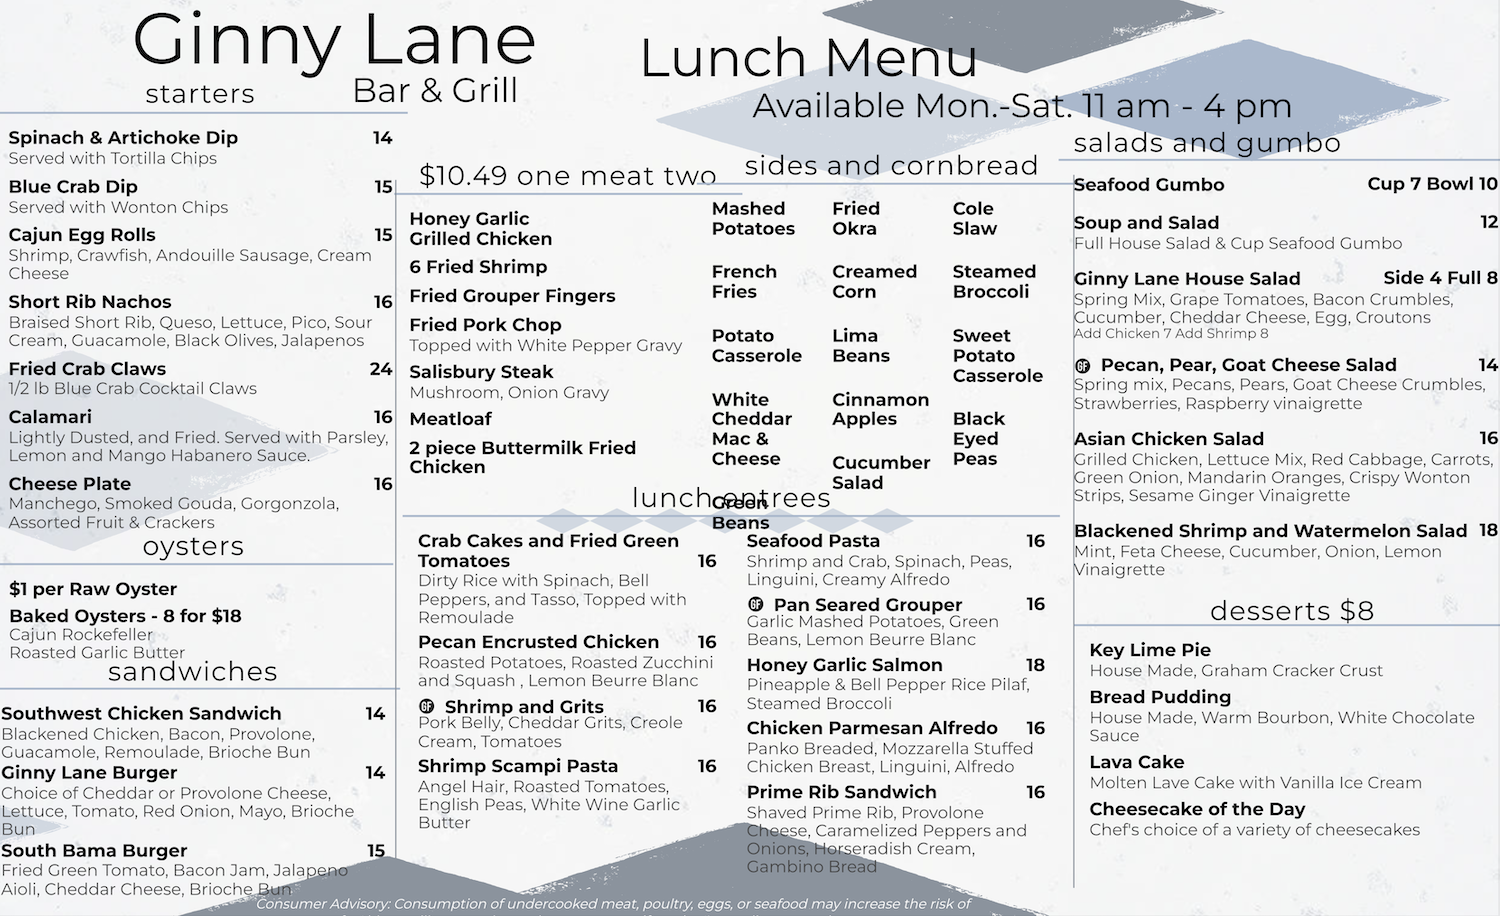 Ginny Lane
Bar & Grill
Lunch Menu
Available Mon.-Sat. 11 am - 4 pm
starters
Spinach & Artichoke Dip 14
Served with Tortilla Chips
Blue Crab Dip 15
Served with Wonton Chips
Cajun Egg Rolls 15
Shrimp, Crawfish, Andouille Sausage, Cream
Cheese
Short Rib Nachos 16
Braised Short Rib, Queso, Lettuce, Pico, Sour
Cream, Guacamole, Black Olives, Jalapenos
Fried Crab Claws 24
1/2 lb Blue Crab Cocktail Claws
Calamari 16
Lightly Dusted, and Fried. Served with Parsley,
Lemon and Mango Habanero Sauce.
Cheese Plate 16
Manchego, Smoked Gouda, Gorgonzola,
Assorted Fruit & Crackers
oysters
$1 per Raw Oyster
Baked Oysters - 8 for $18
Cajun Rockefeller
Roasted Garlic Butter
sandwiches
Southwest Chicken Sandwich 14
Blackened Chicken, Bacon, Provolone,
Guacamole, Remoulade, Brioche Bun
Ginny Lane Burger 14
Choice of Cheddar or Provolone Cheese,
Lettuce, Tomato, Red Onion, Mayo, Brioche
Bun
South Bama Burger 15
Fried Green Tomato, Bacon Jam, Jalapeno
Aioli, Cheddar Cheese, Brioche Bun
$10.49 one meat two
Honey Garlic
Grilled Chicken
6 Fried Shrimp
Fried Grouper Fingers
Fried Pork Chop
Topped with White Pepper Gravy
Salisbury Steak
Mushroom, Onion Gravy
Meatloaf
2 piece Buttermilk Fried
Chicken
sides and cornbread
Mashed
Potatoes
French
Fries
Potato
Casserole
White
Cheddar
Mac &
Cheese
Green
Beans
Fried
Okra
Creamed
Corn
Lima
Beans
Cinnamon
Apples
Cucumber
Salad
Cole
Slaw
Steamed
Broccoli
Sweet
Potato
Casserole
Black
Eyed
Peas
lunch entrees
Crab Cakes and Fried Green
Tomatoes 16
Dirty Rice with Spinach, Bell
Peppers, and Tasso, Topped with
Remoulade
Pecan Encrusted Chicken 16
Roasted Potatoes, Roasted Zucchini
and Squash , Lemon Beurre Blanc
GF Shrimp and Grits 16
Pork Belly, Cheddar Grits, Creole
Cream, Tomatoes
Shrimp Scampi Pasta 16
Angel Hair, Roasted Tomatoes,
English Peas, White Wine Garlic
Butter
Seafood Pasta 16
Shrimp and Crab, Spinach, Peas,
Linguini, Creamy Alfredo
GF Pan Seared Grouper 16
Garlic Mashed Potatoes, Green
Beans, Lemon Beurre Blanc
Honey Garlic Salmon 18
Pineapple & Bell Pepper Rice Pilaf,
Steamed Broccoli
Chicken Parmesan Alfredo 16
Panko Breaded, Mozzarella Stuffed
Chicken Breast, Linguini, Alfredo
Prime Rib Sandwich 16
Shaved Prime Rib, Provolone
Cheese, Caramelized Peppers and
Onions, Horseradish Cream,
Gambino Bread
salads and gumbo
Seafood Gumbo Cup 7 Bowl 10
Soup and Salad 12
Full House Salad & Cup Seafood Gumbo
Ginny Lane House Salad Side 4 Full 8
Spring Mix, Grape Tomatoes, Bacon Crumbles,
Cucumber, Cheddar Cheese, Egg, Croutons
Add Chicken 7 Add Shrimp 8
GF Pecan, Pear, Goat Cheese Salad 14
Spring mix, Pecans, Pears, Goat Cheese Crumbles,
Strawberries, Raspberry vinaigrette
Asian Chicken Salad 16
Grilled Chicken, Lettuce Mix, Red Cabbage, Carrots,
Green Onion, Mandarin Oranges, Crispy Wonton
Strips, Sesame Ginger Vinaigrette
Blackened Shrimp and Watermelon Salad 18
Mint, Feta Cheese, Cucumber, Onion, Lemon
Vinaigrette
desserts $8
Key Lime Pie
House Made, Graham Cracker Crust
Bread Pudding
House Made, Warm Bourbon, White Chocolate
Sauce
Lava Cake
Molten Lave Cake with Vanilla Ice Cream
Cheesecake of the Day
Chef's choice of a variety of cheesecakes
Consumer Advisory: Consumption of undercooked meat, poultry, eggs, or seafood may increase the risk of